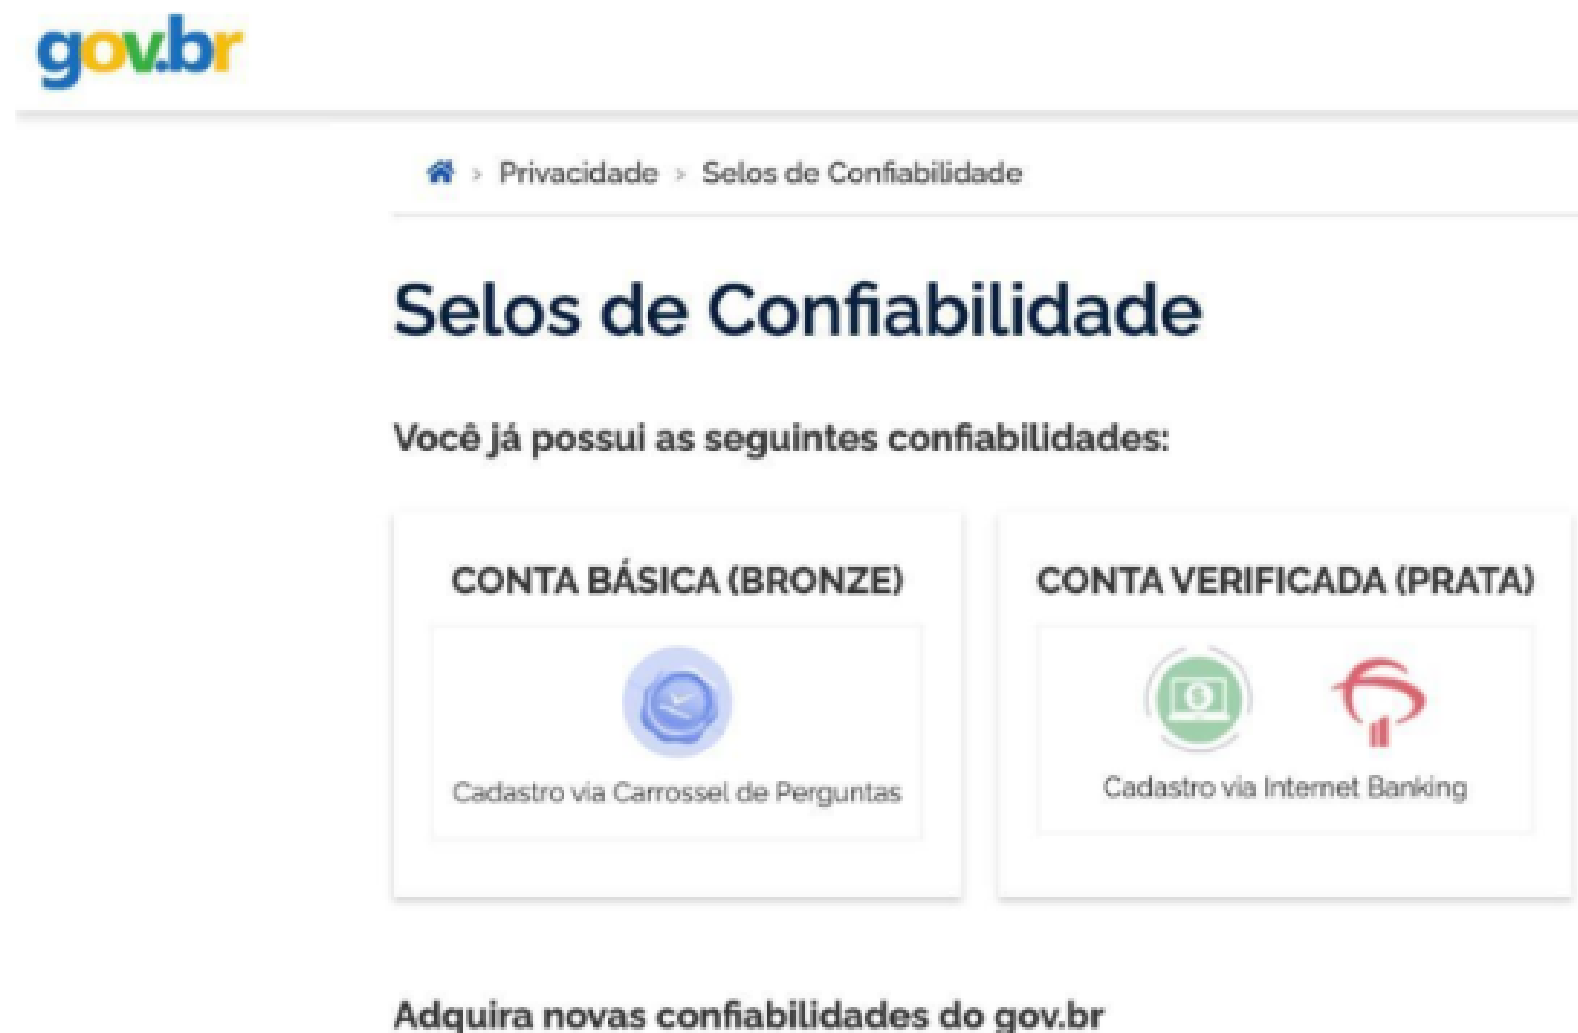 gov.br
Privacidade > Selos de Confiabilidade
Selos de Confiabilidade
Você já possui as seguintes confiabilidades:
CONTA BÁSICA (BRONZE)
Cadastro via Carrossel de Perguntas
CONTA VERIFICADA (PRATA)
Cadastro via Internet Banking
Adquira novas confiabilidades do gov.br